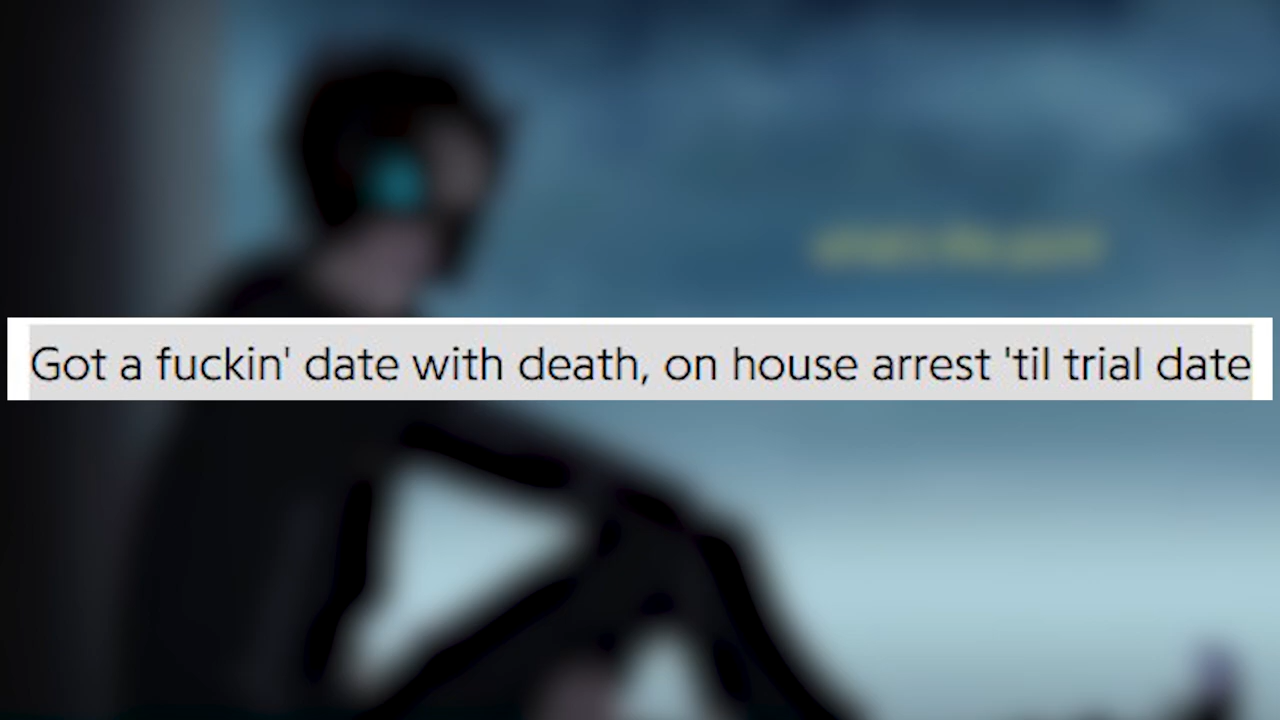 Got a fuckin' date with death, on house arrest 'til trial date